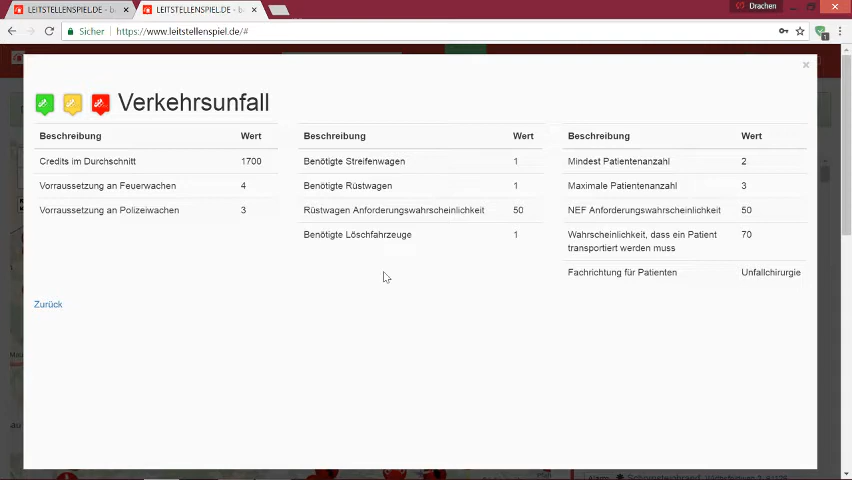 LEITSTELLENSPIEL.DE - b
LEITSTELLENSPIEL.DE - b
Drachen
Sicher
https://www.leitstellenspiel.de/#
Verkehrsunfall
Beschreibung Wert
Credits im Durchschnitt 1700
Vorraussetzung an Feuerwachen 4
Vorraussetzung an Polizeiwachen 3
Beschreibung Wert
Benötigte Streifenwagen 1
Benötigte Rüstwagen 1
Rüstwagen Anforderungswahrscheinlichkeit 50
Benötigte Löschfahrzeuge 1
Beschreibung Wert
Mindest Patientenanzahl 2
Maximale Patientenanzahl 3
NEF Anforderungswahrscheinlichkeit 50
Wahrscheinlichkeit, dass ein Patient 70
transportiert werden muss
Fachrichtung für Patienten Unfallchirurgie
Zurück